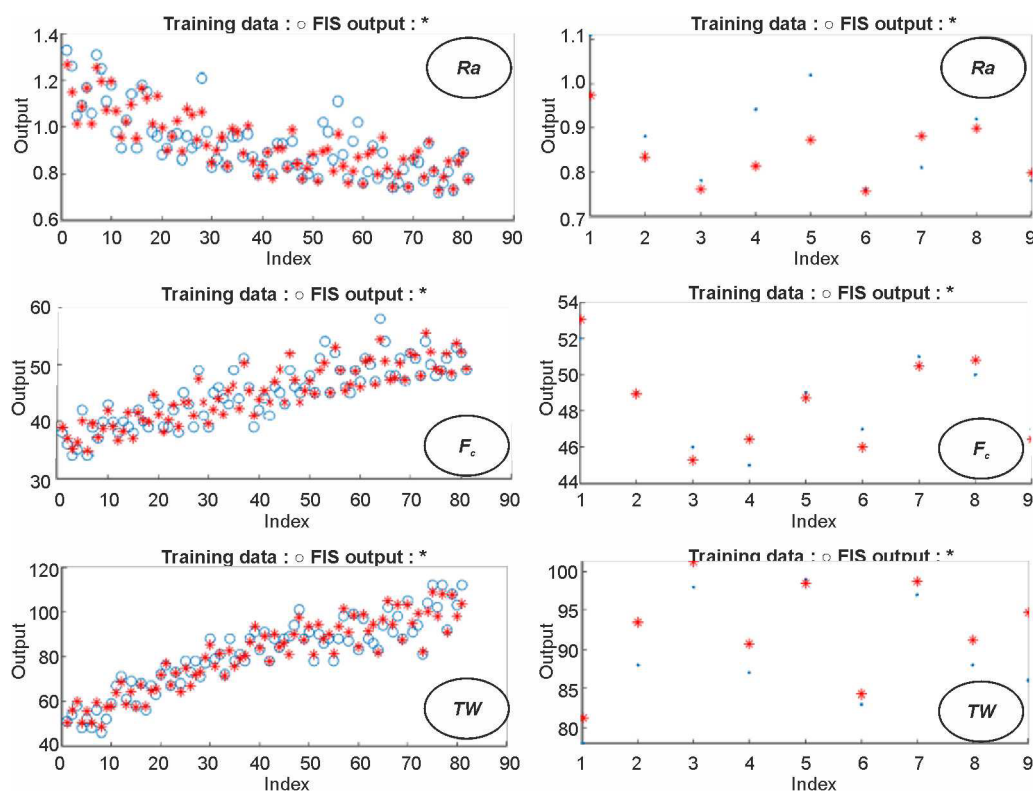 Training data : ○ FIS output : *
Output
1.4
1.2
1.0
0.8
0.6
0 10 20 30 40 50 60 70 80 90
Index
Ra
Training data : ○ FIS output : *
Output
1.1
1.0
0.9
0.8
0.7
1 2 3 4 5 6 7 8 9
Index
Ra
Training data : ○ FIS output : *
Output
60
50
40
30
0 10 20 30 40 50 60 70 80 90
Index
Fc
Training data : ○ FIS output : *
Output
54
52
50
48
46
44
1 2 3 4 5 6 7 8 9
Index
Fc
Training data : ○ FIS output : *
Output
120
100
80
60
40
0 10 20 30 40 50 60 70 80 90
Index
TW
Training data : ○ FIS output : *
Output
100
95
90
85
80
1 2 3 4 5 6 7 8 9
Index
TW